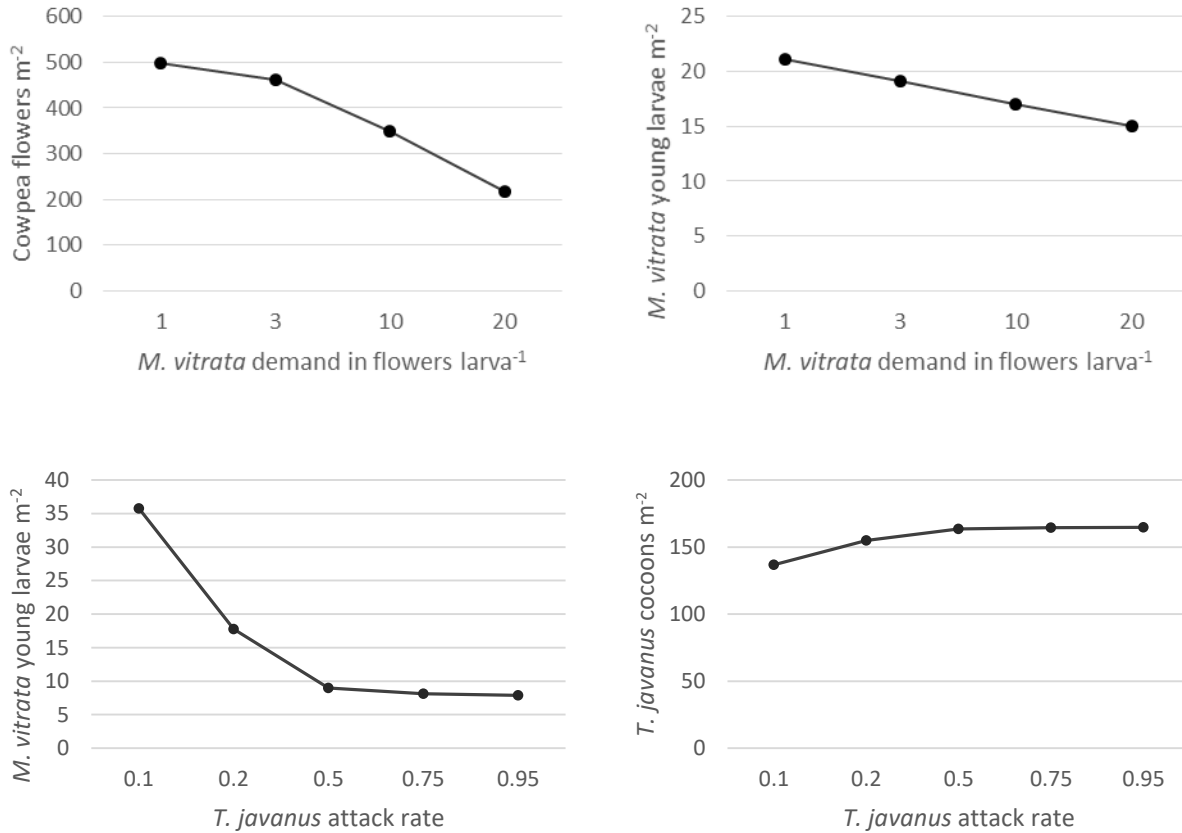 Cowpea flowers m⁻²
600
500
400
300
200
100
0
1 3 10 20
M. vitrata demand in flowers larva⁻¹
M. vitrata young larvae m⁻²
25
20
15
10
5
0
1 3 10 20
M. vitrata demand in flowers larva⁻¹
M. vitrata young larvae m⁻²
40
35
30
25
20
15
10
5
0
0.1 0.2 0.5 0.75 0.95
T. javanus attack rate
T. javanus cocoons m⁻²
200
150
100
50
0
0.1 0.2 0.5 0.75 0.95
T. javanus attack rate